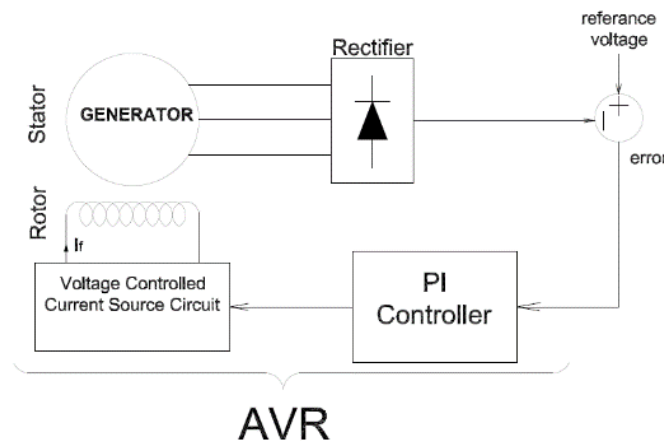 referance
voltage
Rectifier
Stator
GENERATOR
error
Rotor
If
Voltage Controlled
Current Source Circuit
PI
Controller
AVR